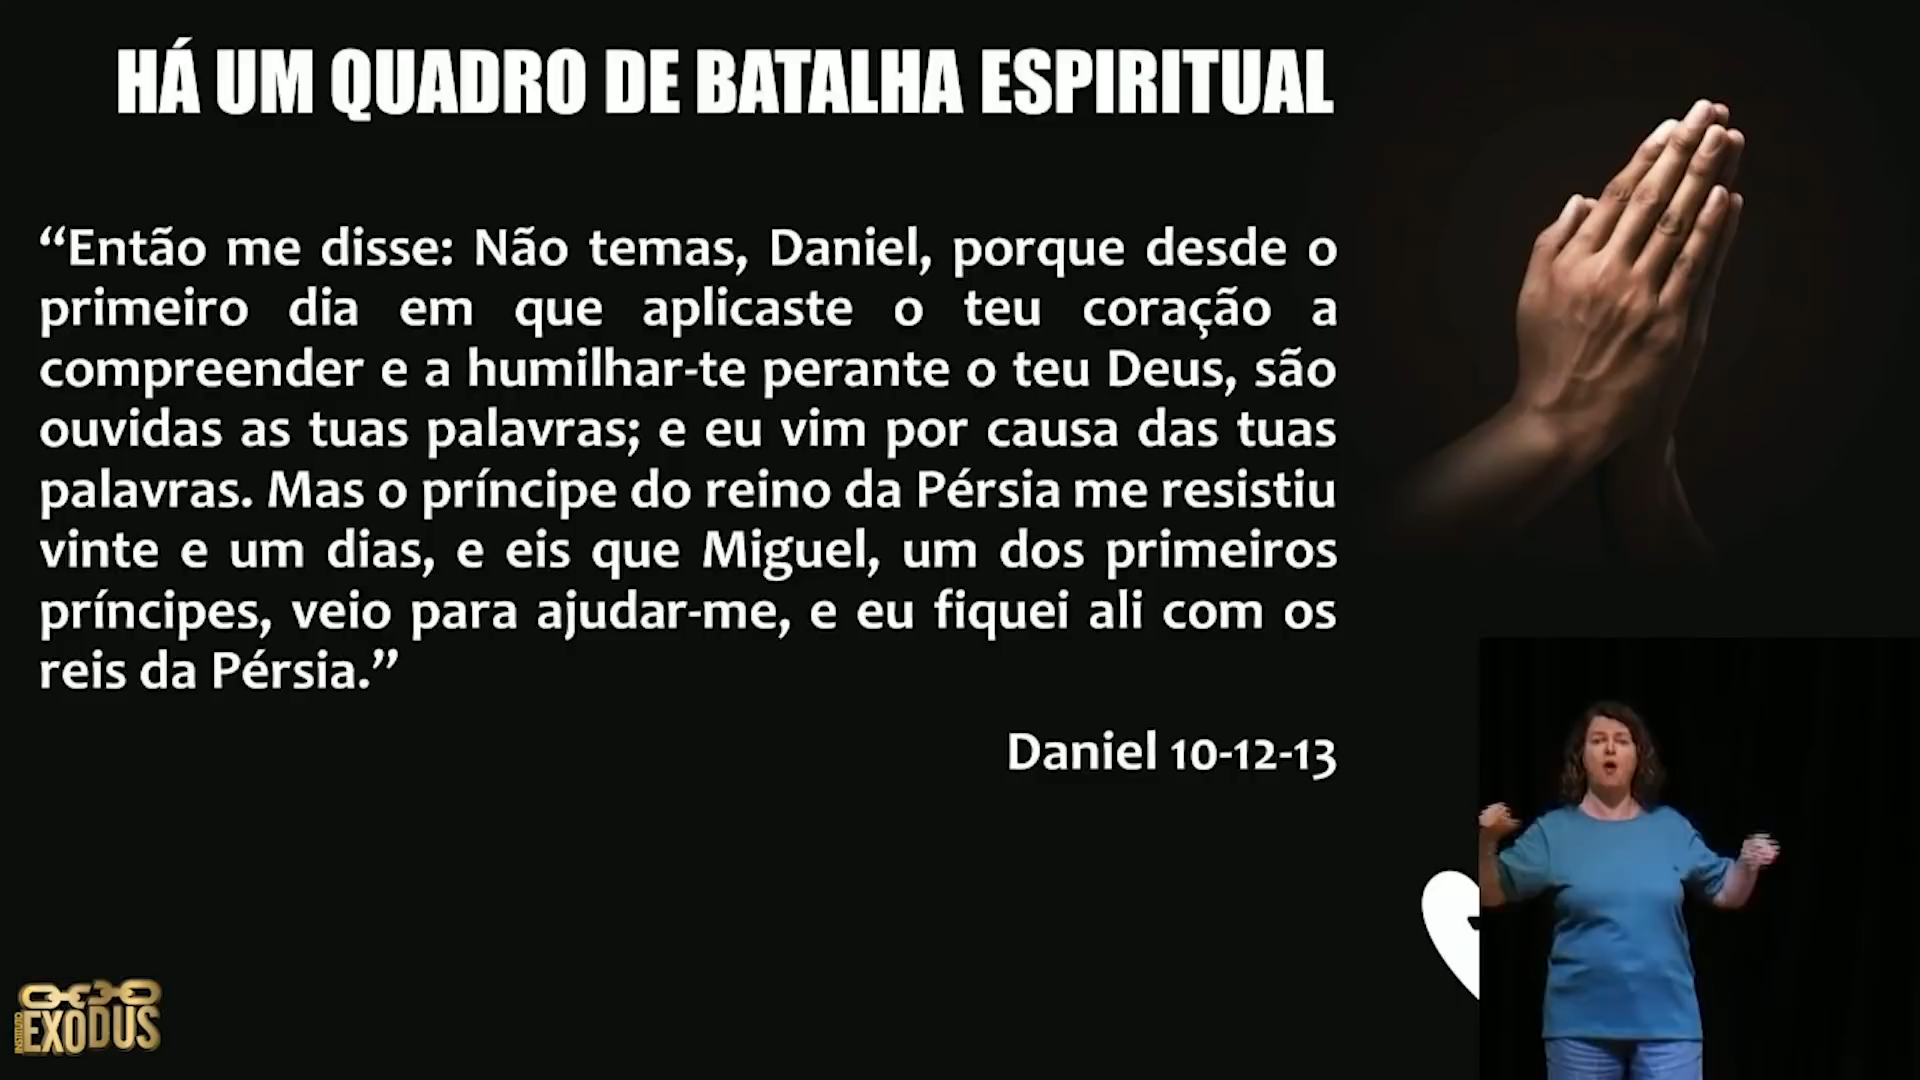 HÁ UM QUADRO DE BATALHA ESPIRITUAL
“Então me disse: Não temas, Daniel, porque desde o
primeiro dia em que aplicaste o teu coração a
compreender e a humilhar-te perante o teu Deus, são
ouvidas as tuas palavras; e eu vim por causa das tuas
palavras. Mas o príncipe do reino da Pérsia me resistiu
vinte e um dias, e eis que Miguel, um dos primeiros
príncipes, veio para ajudar-me, e eu fiquei ali com os
reis da Pérsia.”
Daniel 10-12-13
INSTITUTO
EXODUS